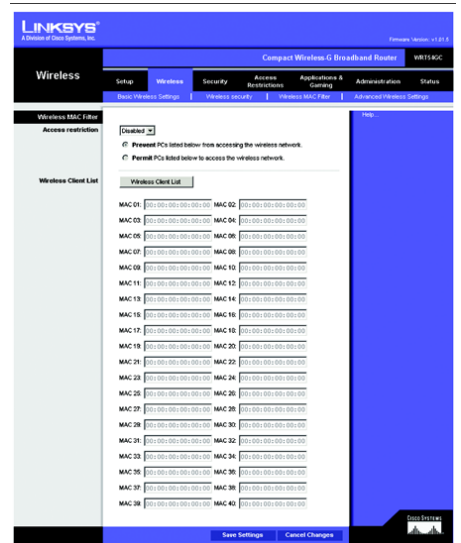 LINKSYS®
A Division of Cisco Systems, Inc.
Firmware Version: v1.01.5
Compact Wireless-G Broadband Router WRT54GC
Wireless
Setup Wireless Security Access Restrictions Applications & Gaming Administration Status
Basic Wireless Settings | Wireless security | Wireless MAC Filter | Advanced Wireless Settings
Wireless MAC Filter
Help...
Access restriction
Disabled
Prevent PCs listed below from accessing the wireless network.
Permit PCs listed below to access the wireless network.
Wireless Client List
Wireless Client List
MAC 01: 00:00:00:00:00:00 MAC 02: 00:00:00:00:00:00
MAC 03: 00:00:00:00:00:00 MAC 04: 00:00:00:00:00:00
MAC 05: 00:00:00:00:00:00 MAC 06: 00:00:00:00:00:00
MAC 07: 00:00:00:00:00:00 MAC 08: 00:00:00:00:00:00
MAC 09: 00:00:00:00:00:00 MAC 10: 00:00:00:00:00:00
MAC 11: 00:00:00:00:00:00 MAC 12: 00:00:00:00:00:00
MAC 13: 00:00:00:00:00:00 MAC 14: 00:00:00:00:00:00
MAC 15: 00:00:00:00:00:00 MAC 16: 00:00:00:00:00:00
MAC 17: 00:00:00:00:00:00 MAC 18: 00:00:00:00:00:00
MAC 19: 00:00:00:00:00:00 MAC 20: 00:00:00:00:00:00
MAC 21: 00:00:00:00:00:00 MAC 22: 00:00:00:00:00:00
MAC 23: 00:00:00:00:00:00 MAC 24: 00:00:00:00:00:00
MAC 25: 00:00:00:00:00:00 MAC 26: 00:00:00:00:00:00
MAC 27: 00:00:00:00:00:00 MAC 28: 00:00:00:00:00:00
MAC 29: 00:00:00:00:00:00 MAC 30: 00:00:00:00:00:00
MAC 31: 00:00:00:00:00:00 MAC 32: 00:00:00:00:00:00
MAC 33: 00:00:00:00:00:00 MAC 34: 00:00:00:00:00:00
MAC 35: 00:00:00:00:00:00 MAC 36: 00:00:00:00:00:00
MAC 37: 00:00:00:00:00:00 MAC 38: 00:00:00:00:00:00
MAC 39: 00:00:00:00:00:00 MAC 40: 00:00:00:00:00:00
Save Settings Cancel Changes
CISCO SYSTEMS